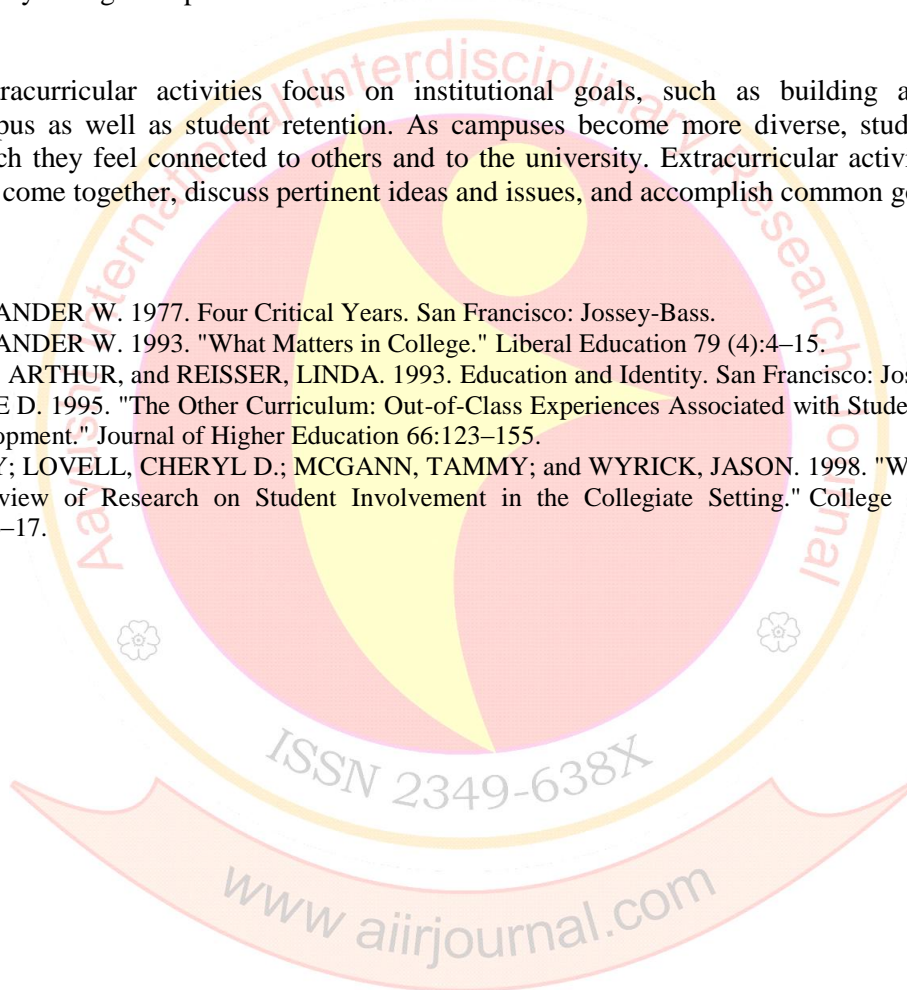 racurricular activities focus on institutional goals, such as building a
pus as well as student retention. As campuses become more diverse, stud
ch they feel connected to others and to the university. Extracurricular activi
come together, discuss pertinent ideas and issues, and accomplish common g
ANDER W. 1977. Four Critical Years. San Francisco: Jossey-Bass.
ANDER W. 1993. "What Matters in College." Liberal Education 79 (4):4–15.
ARTHUR, and REISSER, LINDA. 1993. Education and Identity. San Francisco: Jos
E D. 1995. "The Other Curriculum: Out-of-Class Experiences Associated with Stude
opment." Journal of Higher Education 66:123–155.
Y; LOVELL, CHERYL D.; MCGANN, TAMMY; and WYRICK, JASON. 1998. "W
view of Research on Student Involvement in the Collegiate Setting." College
–17.
Aayushi International Interdisciplinary Research Journal
ISSN 2349-638X
www.aiirjournal.com